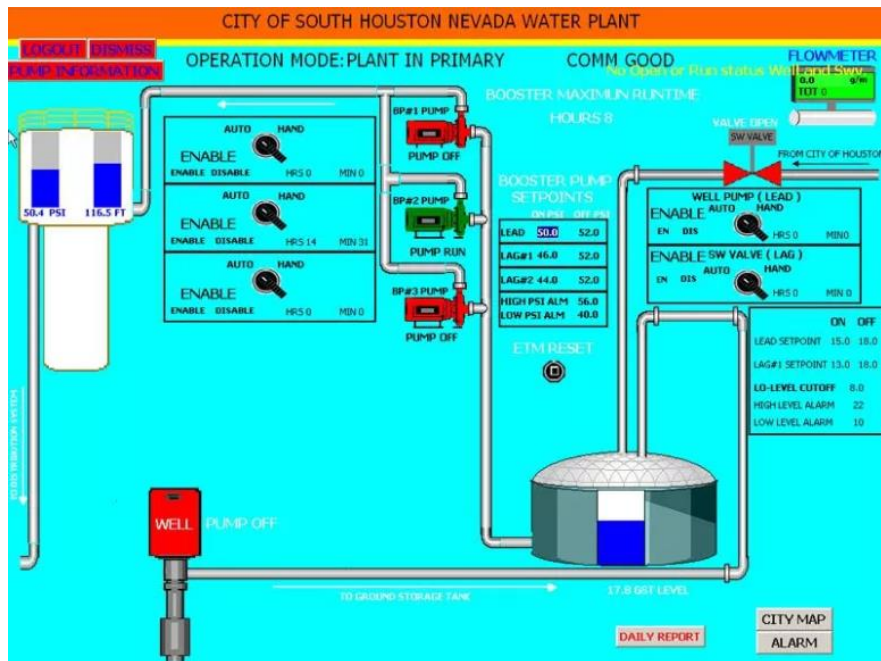 CITY OF SOUTH HOUSTON NEVADA WATER PLANT
LOGOUT DISMISS
PUMP INFORMATION
OPERATION MODE:PLANT IN PRIMARY COMM GOOD
FLOWMETER
No Open or Run status Well and Swv
0.0 g/m
TOT 0
BOOSTER MAXIMUN RUNTIME
HOURS 8
VALVE OPEN
SW VALVE
FROM CITY OF HOUSTON
50.4 PSI 116.5 FT
AUTO HAND
ENABLE
ENABLE DISABLE HRS 0 MIN 0
AUTO HAND
ENABLE
ENABLE DISABLE HRS 14 MIN 31
AUTO HAND
ENABLE
ENABLE DISABLE HRS 0 MIN 0
BP#1 PUMP
PUMP OFF
BP#2 PUMP
PUMP RUN
BP#3 PUMP
PUMP OFF
BOOSTER PUMP
SETPOINTS
ON PSI OFF PSI
LEAD 50.0 52.0
LAG#1 46.0 52.0
LAG#2 44.0 52.0
HIGH PSI ALM 56.0
LOW PSI ALM 40.0
ETM RESET
WELL PUMP ( LEAD )
ENABLE AUTO HAND
EN DIS
HRS 0 MIN0
ENABLE SW VALVE ( LAG )
AUTO HAND
EN DIS
HRS 0 MIN 0
ON OFF
LEAD SETPOINT 15.0 18.0
LAG#1 SETPOINT 13.0 18.0
LO-LEVEL CUTOFF 8.0
HIGH LEVEL ALARM 22
LOW LEVEL ALARM 10
TO DISTRIBUTION SYSTEM
WELL PUMP OFF
TO GROUND STORAGE TANK
17.8 GST LEVEL
DAILY REPORT
CITY MAP
ALARM